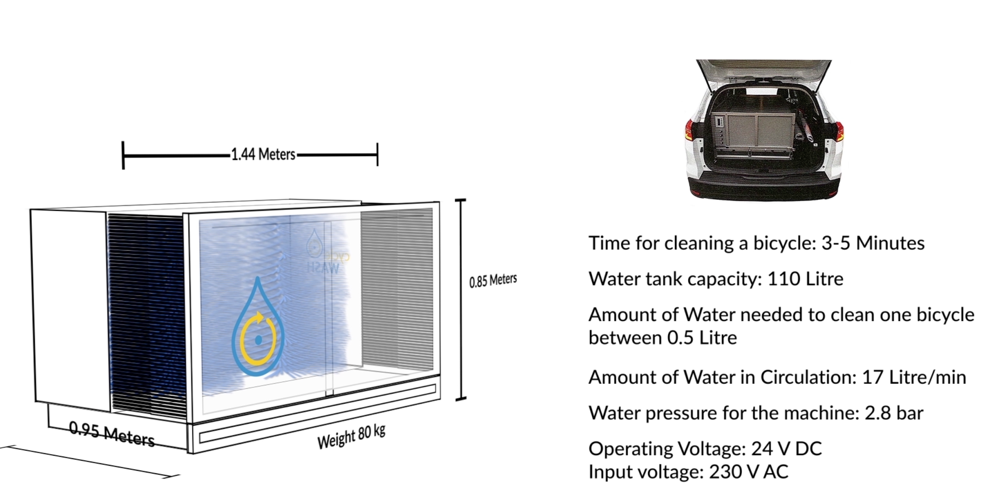 1.44 Meters
cycle
WASH
0.85 Meters
0.95 Meters
Weight 80 kg
Time for cleaning a bicycle: 3-5 Minutes
Water tank capacity: 110 Litre
Amount of Water needed to clean one bicycle
between 0.5 Litre
Amount of Water in Circulation: 17 Litre/min
Water pressure for the machine: 2.8 bar
Operating Voltage: 24 V DC
Input voltage: 230 V AC